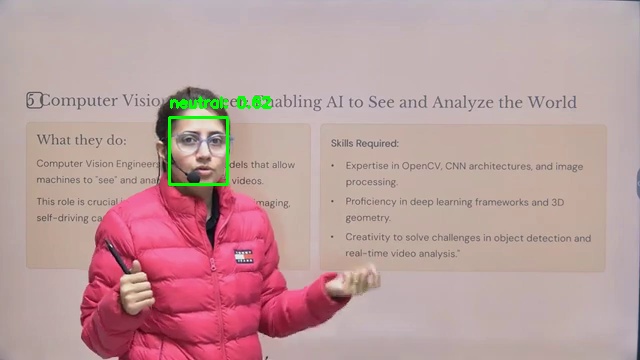 5 Computer Vision : Enabling AI to See and Analyze the World
neutral: 0.62
What they do:
Computer Vision Engineer dels that allow
machines to "see" and ana videos.
This role is crucial imaging,
self-driving ca
Skills Required:
• Expertise in OpenCV, CNN architectures, and image
processing.
• Proficiency in deep learning frameworks and 3D
geometry.
• Creativity to solve challenges in object detection and
real-time video analysis."
TOMMY
JEANS